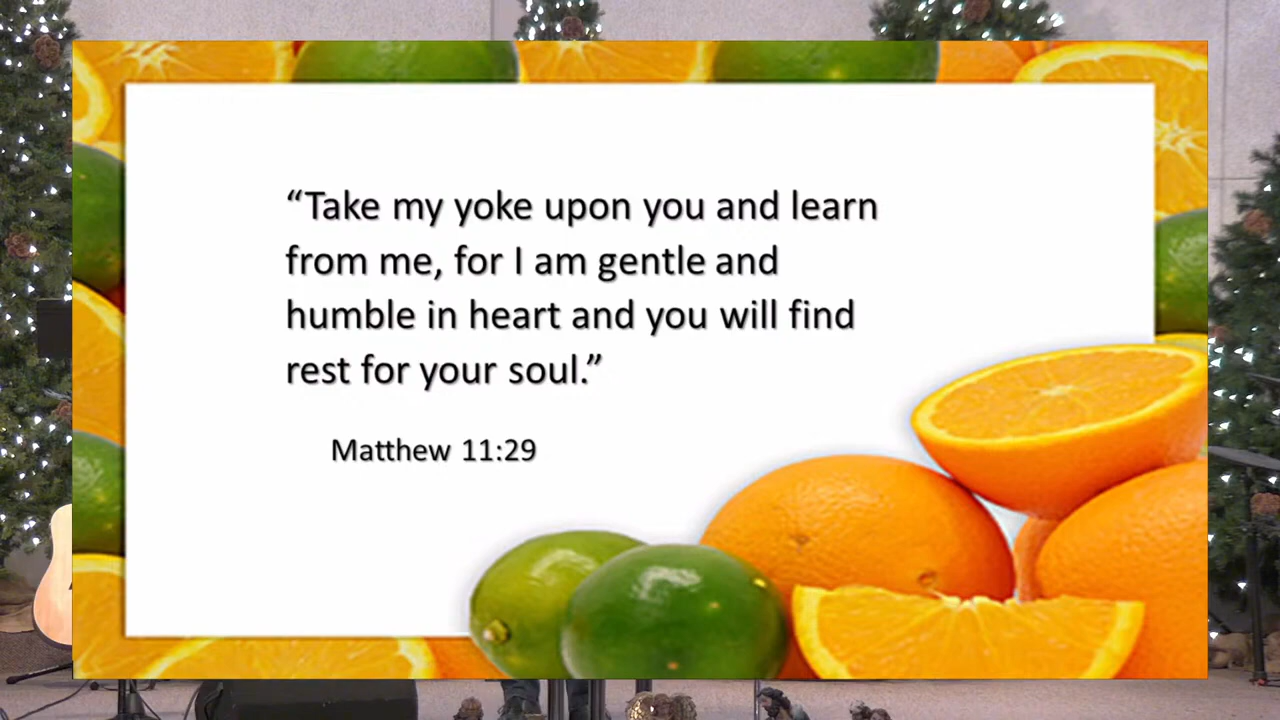 “Take my yoke upon you and learn
from me, for I am gentle and
humble in heart and you will find
rest for your soul.”
Matthew 11:29